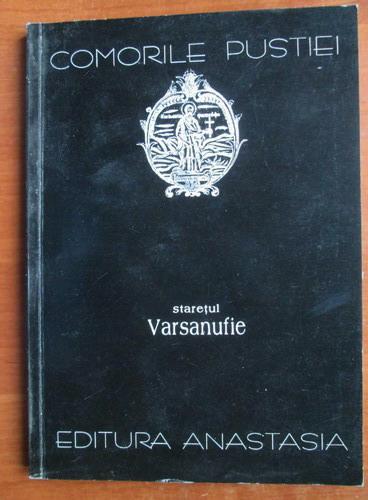 COMORILE PUSTIEI
starețul
Varsanufie
EDITURA ANASTASIA